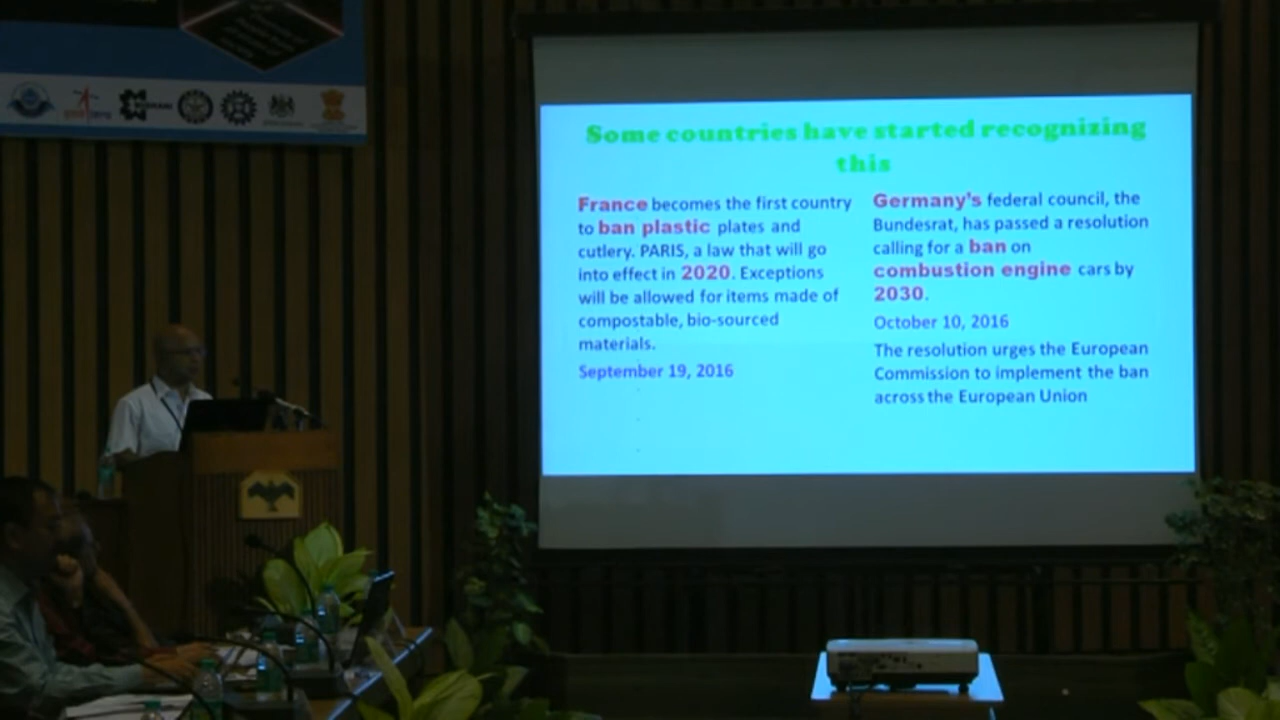 Some countries have started recognizing
this
France becomes the first country
to ban plastic plates and
cutlery. PARIS, a law that will go
into effect in 2020. Exceptions
will be allowed for items made of
compostable, bio-sourced
materials.
September 19, 2016
Germany's federal council, the
Bundesrat, has passed a resolution
calling for a ban on
combustion engine cars by
2030.
October 10, 2016
The resolution urges the European
Commission to implement the ban
across the European Union